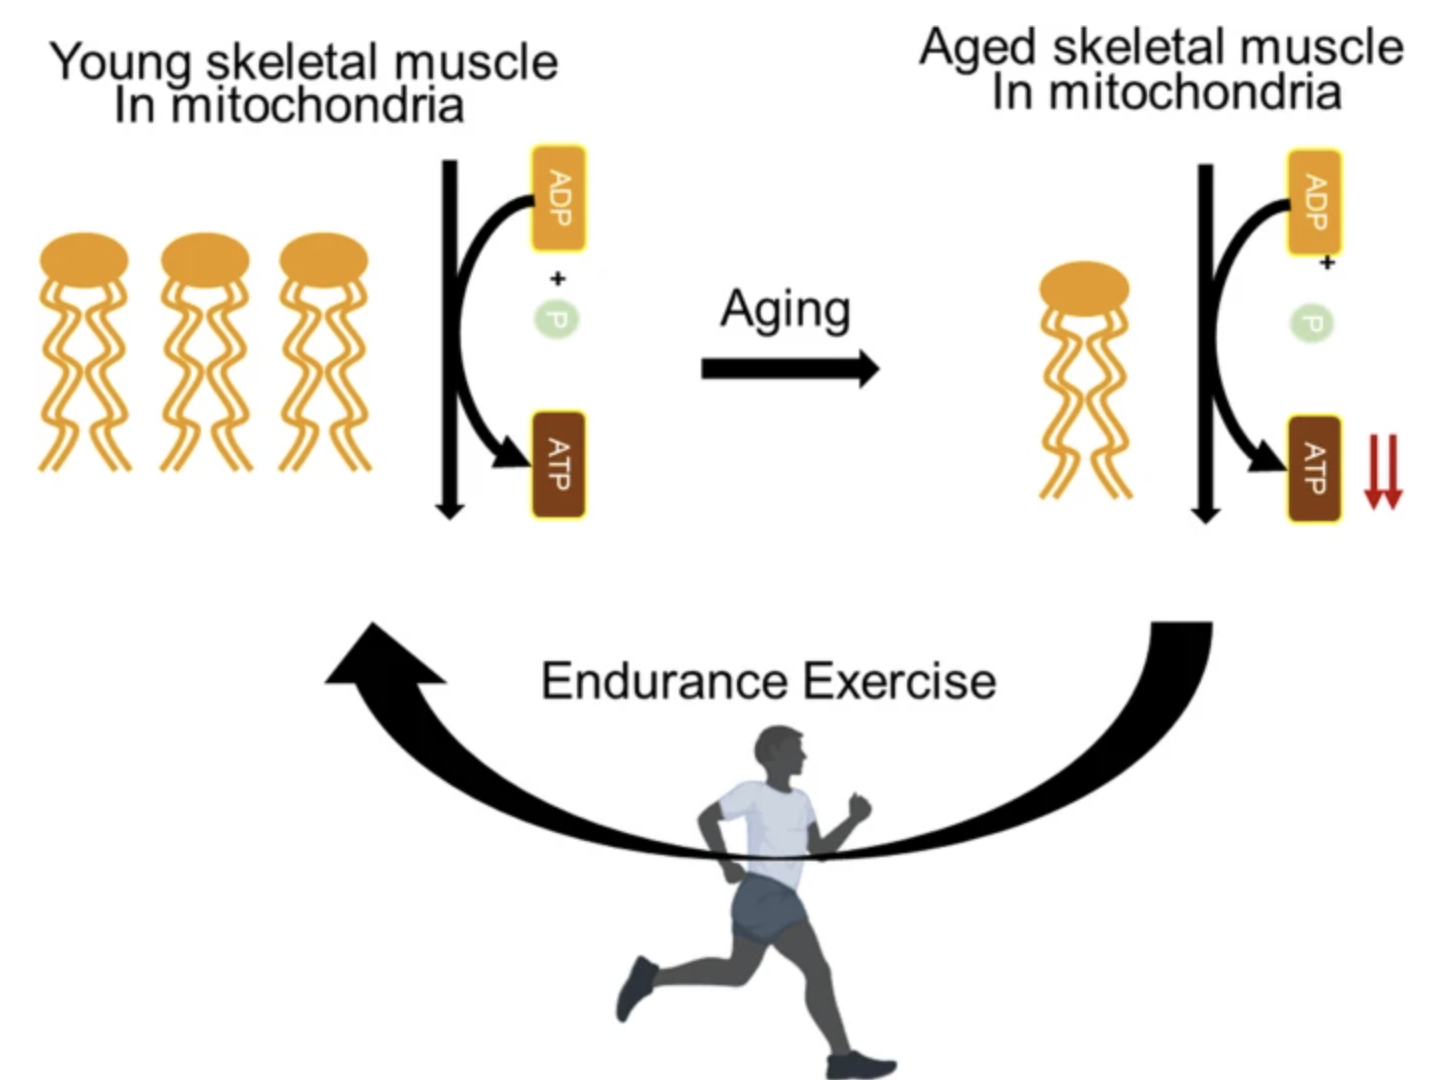 Young skeletal muscle
In mitochondria
ADP
+
P
ATP
Aging
Aged skeletal muscle
In mitochondria
ADP
+
P
ATP
Endurance Exercise